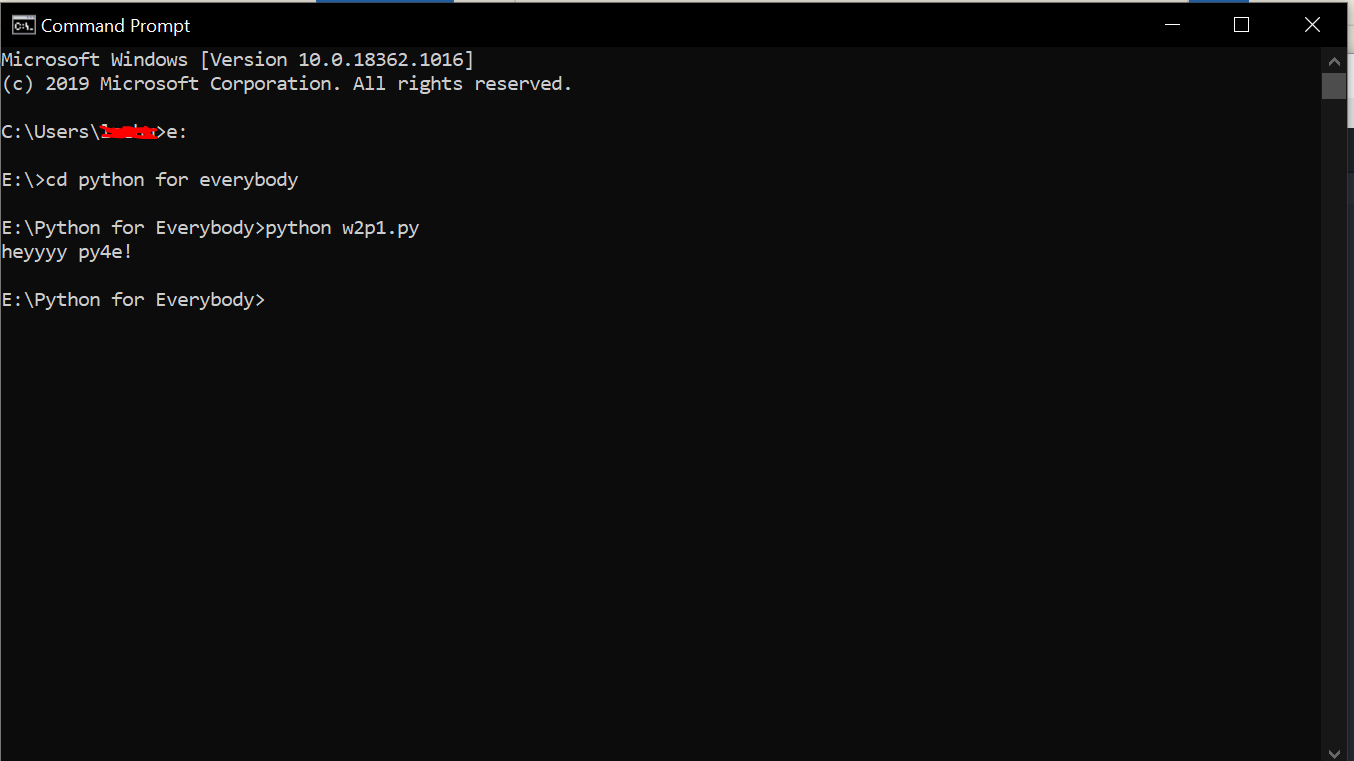 Command Prompt
Microsoft Windows [Version 10.0.18362.1016]
(c) 2019 Microsoft Corporation. All rights reserved.
C:\Users\>e:
E:\>cd python for everybody
E:\Python for Everybody>python w2p1.py
heyyyy py4e!
E:\Python for Everybody>